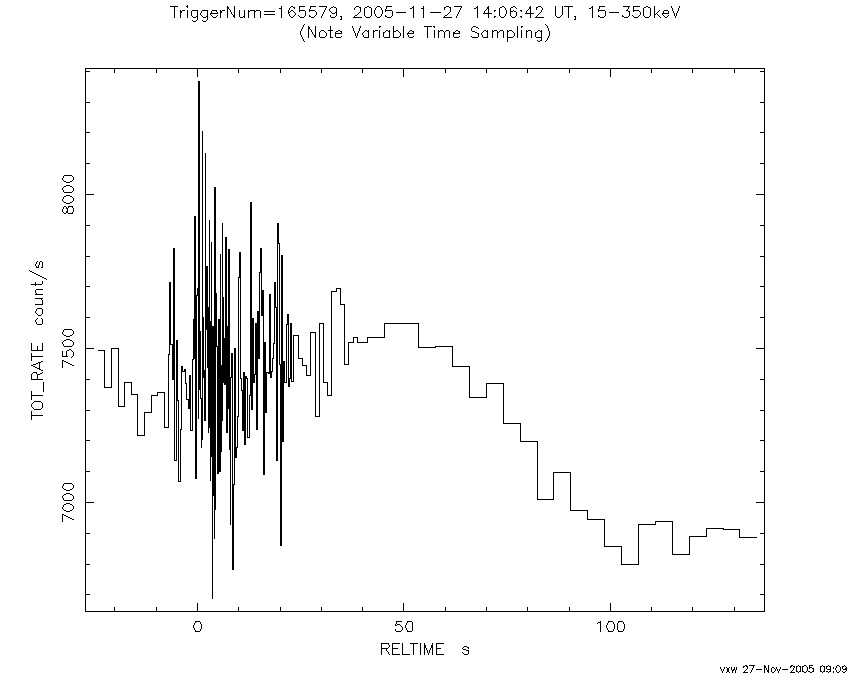 TriggerNum=165579, 2005-11-27 14:06:42 UT, 15-350keV
(Note Variable Time Sampling)
TOT_RATE count/s
8000
7500
7000
0 50 100
RELTIME s
vxw 27-Nov-2005 09:09